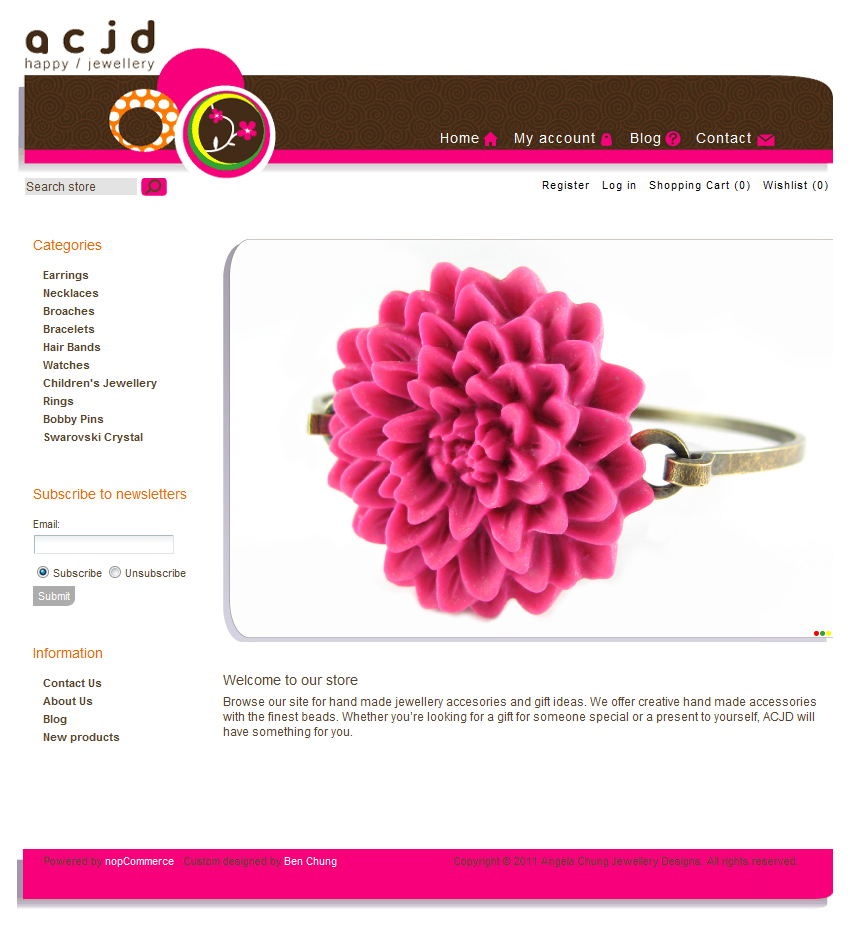 acjd
happy / jewellery
Home My account Blog Contact
Search store
Register Log in Shopping Cart (0) Wishlist (0)
Categories
Earrings
Necklaces
Broaches
Bracelets
Hair Bands
Watches
Children's Jewellery
Rings
Bobby Pins
Swarovski Crystal
Subscribe to newsletters
Email:
Subscribe Unsubscribe
Submit
Information
Contact Us
About Us
Blog
New products
Welcome to our store
Browse our site for hand made jewellery accesories and gift ideas. We offer creative hand made accessories
with the finest beads. Whether you're looking for a gift for someone special or a present to yourself, ACJD will
have something for you.
Powered by nopCommerce Custom designed by Ben Chung
Copyright © 2011 Angela Chung Jewellery Designs. All rights reserved.